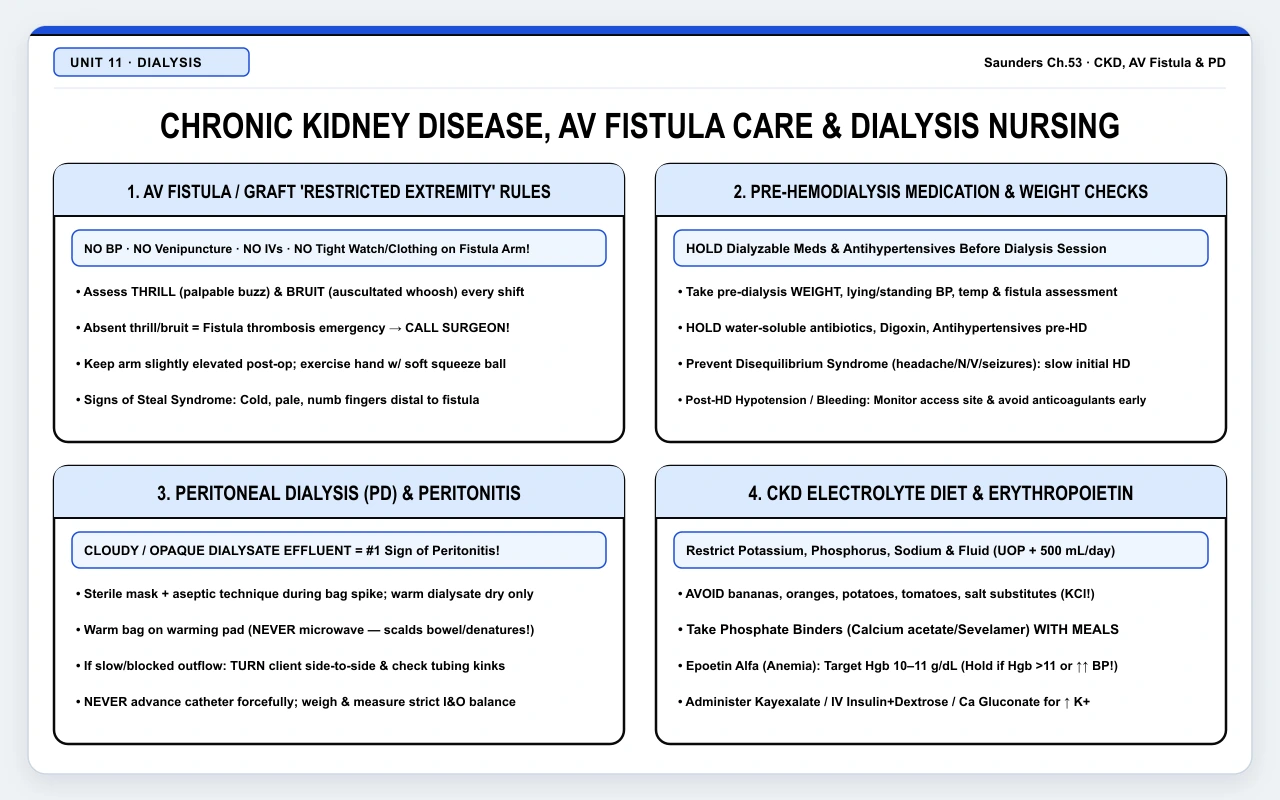 UNIT 11 · DIALYSIS
Saunders Ch.53 · CKD, AV Fistula & PD
CHRONIC KIDNEY DISEASE, AV FISTULA CARE & DIALYSIS NURSING
1. AV FISTULA / GRAFT 'RESTRICTED EXTREMITY' RULES
NO BP · NO Venipuncture · NO IVs · NO Tight Watch/Clothing on Fistula Arm!
• Assess THRILL (palpable buzz) & BRUIT (auscultated whoosh) every shift
• Absent thrill/bruit = Fistula thrombosis emergency → CALL SURGEON!
• Keep arm slightly elevated post-op; exercise hand w/ soft squeeze ball
• Signs of Steal Syndrome: Cold, pale, numb fingers distal to fistula
2. PRE-HEMODIALYSIS MEDICATION & WEIGHT CHECKS
HOLD Dialyzable Meds & Antihypertensives Before Dialysis Session
• Take pre-dialysis WEIGHT, lying/standing BP, temp & fistula assessment
• HOLD water-soluble antibiotics, Digoxin, Antihypertensives pre-HD
• Prevent Disequilibrium Syndrome (headache/N/V/seizures): slow initial HD
• Post-HD Hypotension / Bleeding: Monitor access site & avoid anticoagulants early
3. PERITONEAL DIALYSIS (PD) & PERITONITIS
CLOUDY / OPAQUE DIALYSATE EFFLUENT = #1 Sign of Peritonitis!
• Sterile mask + aseptic technique during bag spike; warm dialysate dry only
• Warm bag on warming pad (NEVER microwave — scalds bowel/denatures!)
• If slow/blocked outflow: TURN client side-to-side & check tubing kinks
• NEVER advance catheter forcefully; weigh & measure strict I&O balance
4. CKD ELECTROLYTE DIET & ERYTHROPOIETIN
Restrict Potassium, Phosphorus, Sodium & Fluid (UOP + 500 mL/day)
• AVOID bananas, oranges, potatoes, tomatoes, salt substitutes (KCl!)
• Take Phosphate Binders (Calcium acetate/Sevelamer) WITH MEALS
• Epoetin Alfa (Anemia): Target Hgb 10–11 g/dL (Hold if Hgb >11 or ↑↑ BP!)
• Administer Kayexalate / IV Insulin+Dextrose / Ca Gluconate for ↑ K+